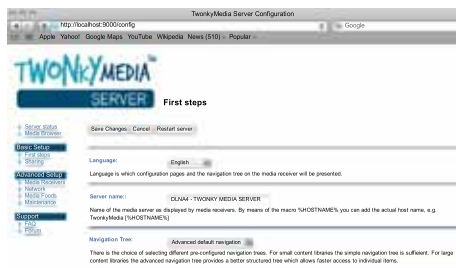 TwonkyMedia Server Configuration
http://localhost:9000/config
Google
Apple Yahoo! Google Maps YouTube Wikipedia News (510) Popular
TWONKY MEDIA™
SERVER
First steps
Server status
Media Browser
Save Changes Cancel Restart server
Basic Setup
First steps
Sharing
Language:
English
Language is which configuration pages and the navigation tree on the media receiver will be presented.
Advanced Setup
Media Receivers
Network
Media Feeds
Maintenance
Server name::
DLNA4 - TWONKY MEDIA SERVER
Name of the media server as displayed by media receivers. By means of the macro %HOSTNAME% you can add the actual host name, e.g.
TwonkyMedia [%HOSTNAME%]
Support
FAQ
Forum
Navigation Tree:
Advanced default navigation
There is the choice of selecting different pre-configured navigation trees. For small content libraries the simple navigation tree is suffieient. For large
content libraries the advanced navigation tree provides a better structured tree which allows faster access to individual items.